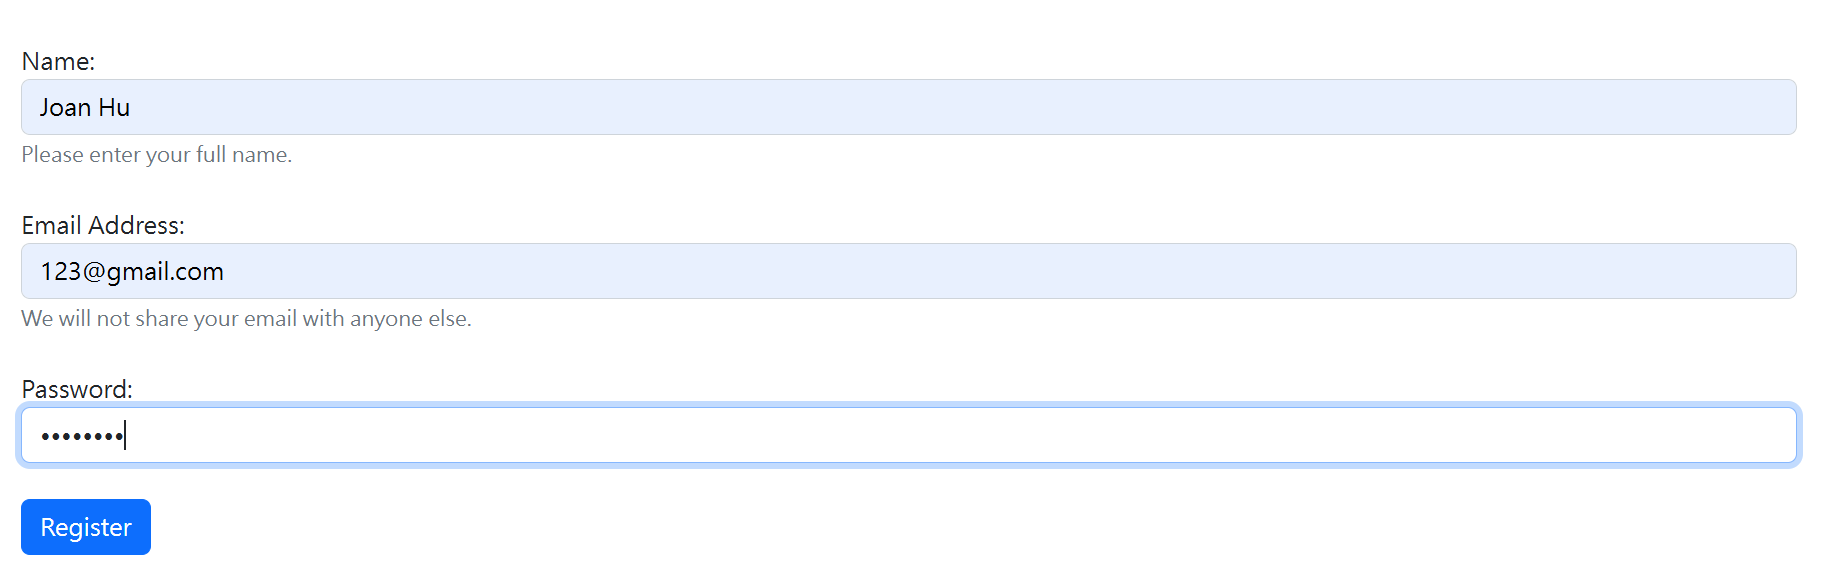 Name:
Joan Hu
Please enter your full name.
Email Address:
123@gmail.com
We will not share your email with anyone else.
Password:
••••••••
Register